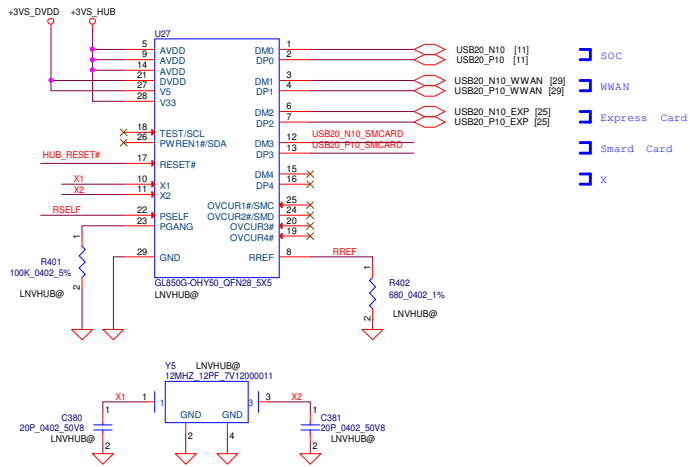 +3VS_DVDD +3VS_HUB
U27
5 AVDD DM0 1 USB20_N10 [11]
9 AVDD DP0 2 USB20_P10 [11] SOC
14 AVDD
21 DVDD DM1 3 USB20_N10_WWAN [29] WWAN
27 V5 DP1 4 USB20_P10_WWAN [29]
28 V33
DM2 6 USB20_N10_EXP [25] Express Card
DP2 7 USB20_P10_EXP [25]
18 TEST/SCL
26 PWREN1#/SDA DM3 12 USB20_N10_SMCARD
DP3 13 USB20_P10_SMCARD Smard Card
HUB_RESET# 17 RESET#
DM4 15
X1 10 X1 DP4 16 X
X2 11 X2
OVCUR1#/SMC 25
RSELF 22 PSELF OVCUR2#/SMD 24
23 PGANG OVCUR3# 20
OVCUR4# 19
29 GND RREF 8 RREF
1 R401 100K_0402_5% 2 LNVHUB@
GL850G-OHY50_QFN28_5X5
LNVHUB@
1 R402 680_0402_1% 2 LNVHUB@
Y5 LNVHUB@
12MHZ_12PF_7V12000011
X1 1 1 3 3 X2
GND GND
2 4
1 C380 20P_0402_50V8 LNVHUB@ 2
1 C381 20P_0402_50V8 LNVHUB@ 2